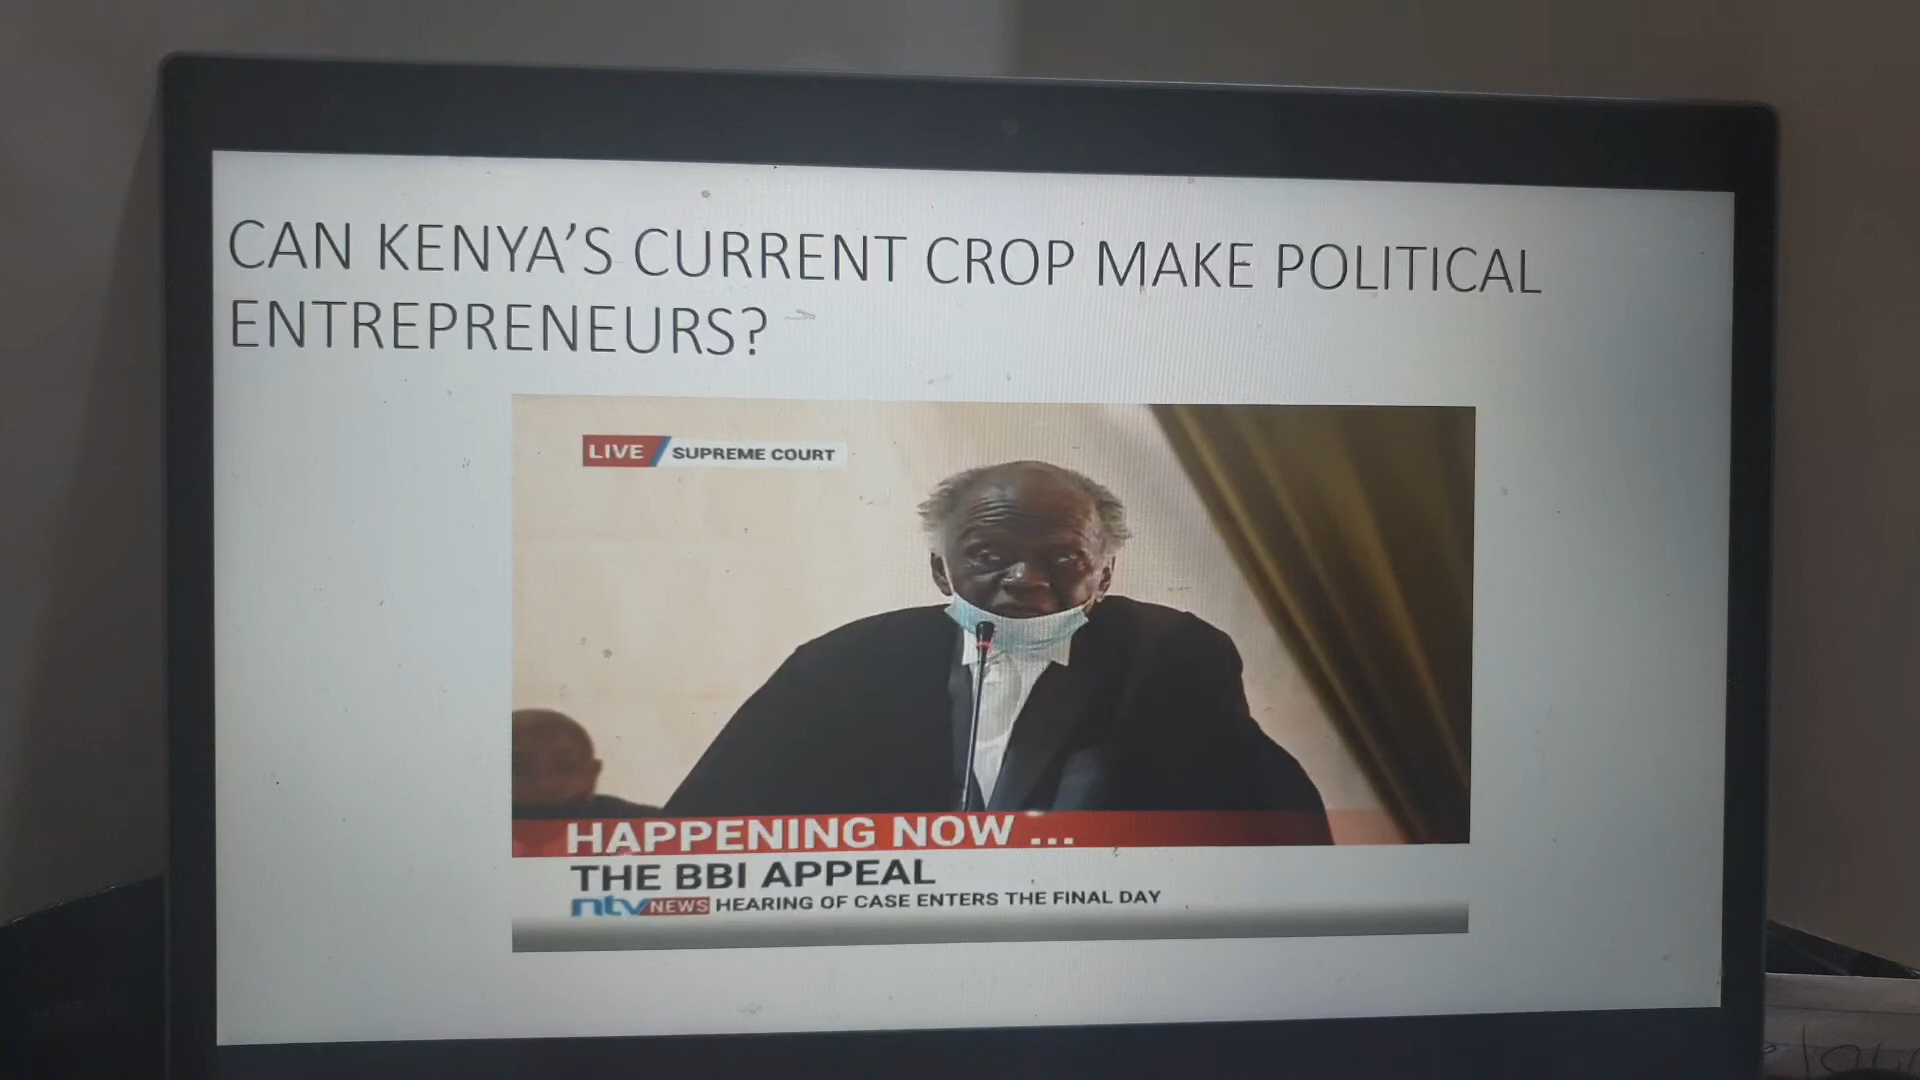 CAN KENYA'S CURRENT CROP MAKE POLITICAL
ENTREPRENEURS?
LIVE SUPREME COURT
HAPPENING NOW ...
THE BBI APPEAL
ntv NEWS HEARING OF CASE ENTERS THE FINAL DAY